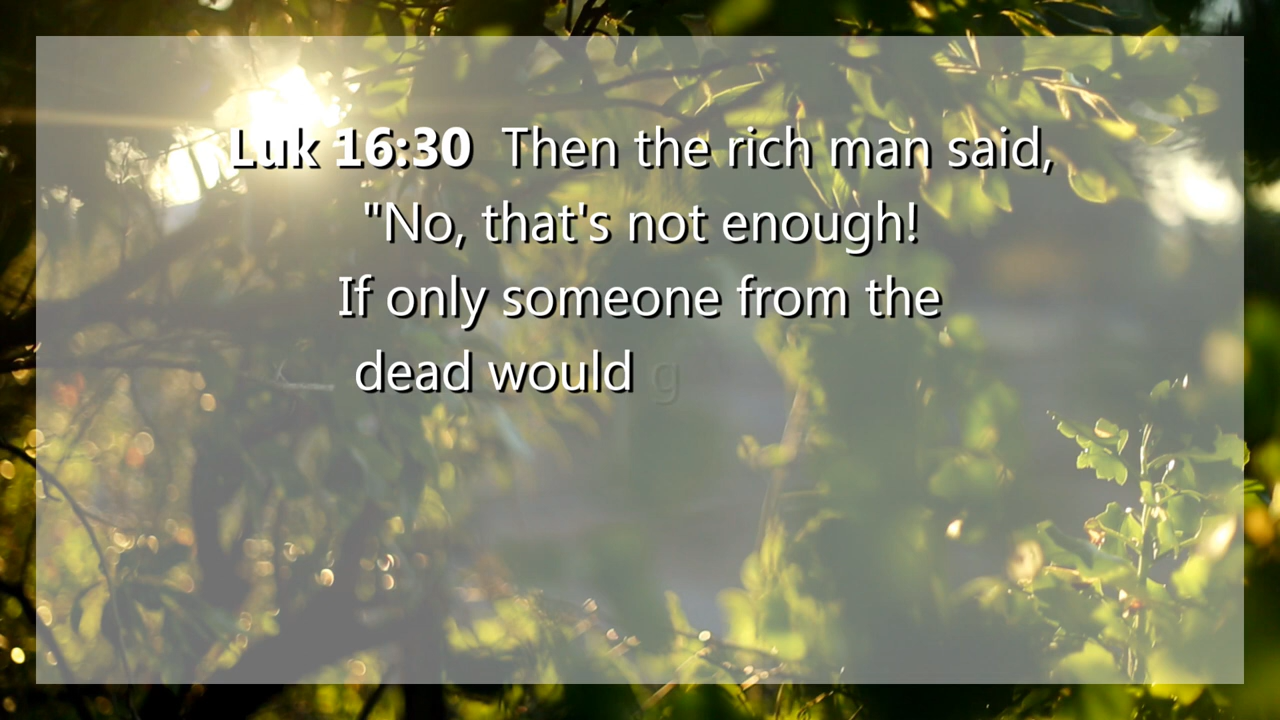 Luk 16:30 Then the rich man said,
"No, that's not enough!
If only someone from the
dead would g